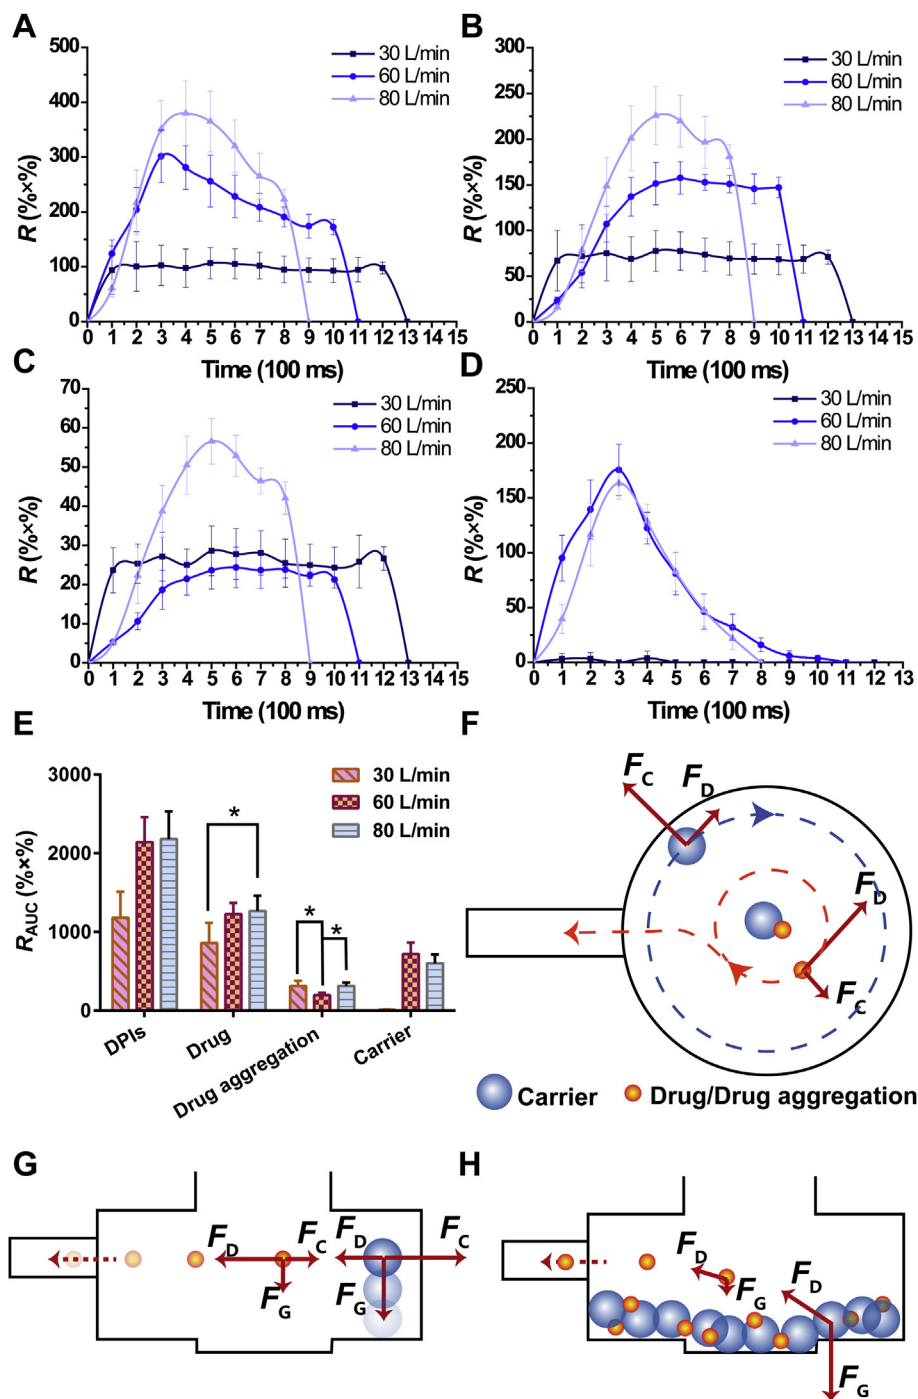 A
R (%×%)
500
400
300
200
100
0
30 L/min
60 L/min
80 L/min
0 1 2 3 4 5 6 7 8 9 10 11 12 13 14 15
Time (100 ms)
B
R (%×%)
300
250
200
150
100
50
0
30 L/min
60 L/min
80 L/min
0 1 2 3 4 5 6 7 8 9 10 11 12 13 14 15
Time (100 ms)
C
R (%×%)
70
60
50
40
30
20
10
0
30 L/min
60 L/min
80 L/min
0 1 2 3 4 5 6 7 8 9 10 11 12 13 14 15
Time (100 ms)
D
R (%×%)
250
200
150
100
50
0
30 L/min
60 L/min
80 L/min
0 1 2 3 4 5 6 7 8 9 10 11 12 13
Time (100 ms)
E
RAUC (%×%)
3000
2000
1000
0
30 L/min
60 L/min
80 L/min
*
*
*
DPIs
Drug
Drug aggregation
Carrier
F
FC
FD
FD
FC
Carrier
Drug/Drug aggregation
G
FD
FC
FD
FC
FG
FG
H
FD
FD
FG
FG